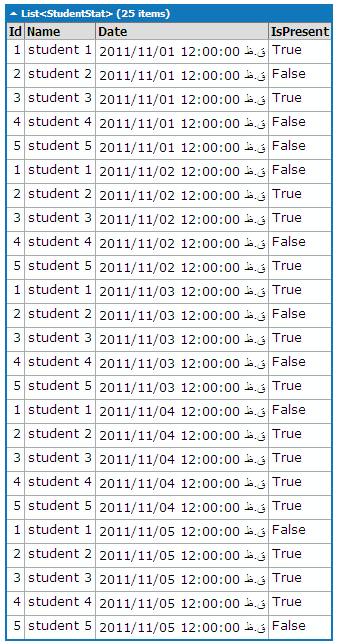 List<StudentStat> (25 items)
Id Name Date IsPresent
1 student 1 2011/11/01 12:00:00 ق.ظ True
2 student 2 2011/11/01 12:00:00 ق.ظ False
3 student 3 2011/11/01 12:00:00 ق.ظ True
4 student 4 2011/11/01 12:00:00 ق.ظ False
5 student 5 2011/11/01 12:00:00 ق.ظ False
1 student 1 2011/11/02 12:00:00 ق.ظ False
2 student 2 2011/11/02 12:00:00 ق.ظ True
3 student 3 2011/11/02 12:00:00 ق.ظ True
4 student 4 2011/11/02 12:00:00 ق.ظ False
5 student 5 2011/11/02 12:00:00 ق.ظ True
1 student 1 2011/11/03 12:00:00 ق.ظ True
2 student 2 2011/11/03 12:00:00 ق.ظ False
3 student 3 2011/11/03 12:00:00 ق.ظ True
4 student 4 2011/11/03 12:00:00 ق.ظ False
5 student 5 2011/11/03 12:00:00 ق.ظ True
1 student 1 2011/11/04 12:00:00 ق.ظ False
2 student 2 2011/11/04 12:00:00 ق.ظ True
3 student 3 2011/11/04 12:00:00 ق.ظ True
4 student 4 2011/11/04 12:00:00 ق.ظ True
5 student 5 2011/11/04 12:00:00 ق.ظ True
1 student 1 2011/11/05 12:00:00 ق.ظ False
2 student 2 2011/11/05 12:00:00 ق.ظ True
3 student 3 2011/11/05 12:00:00 ق.ظ True
4 student 4 2011/11/05 12:00:00 ق.ظ True
5 student 5 2011/11/05 12:00:00 ق.ظ False